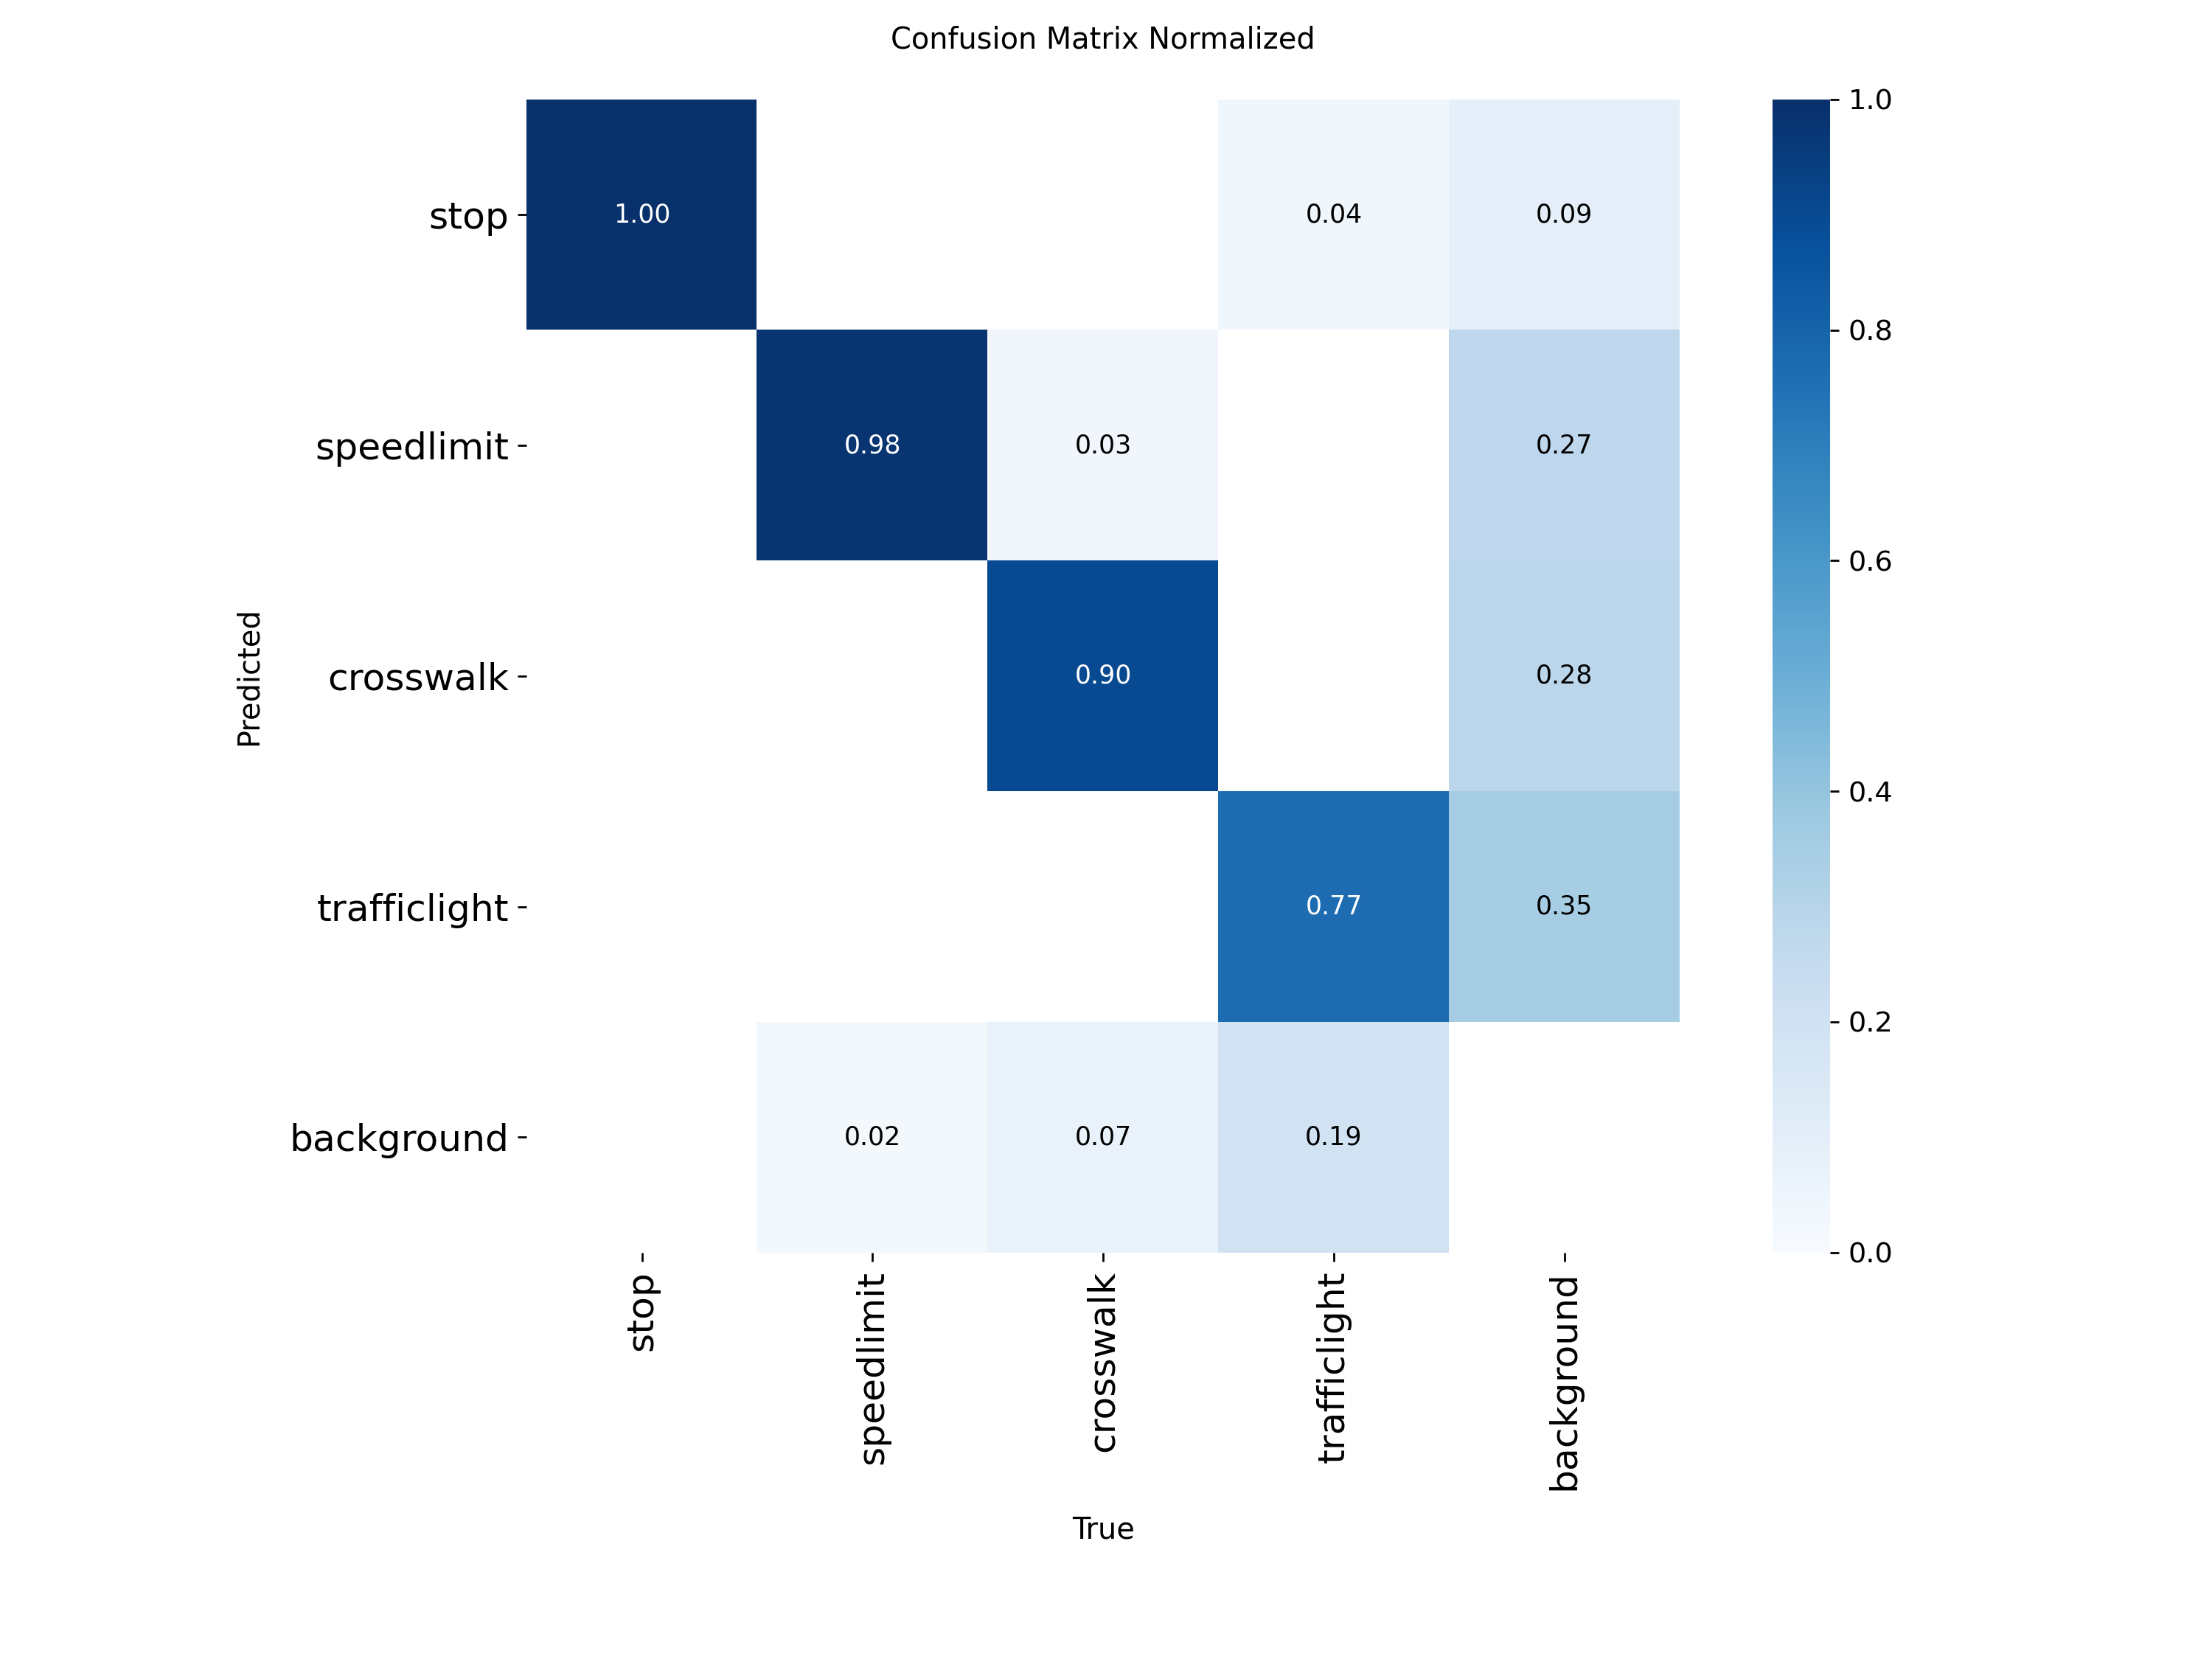 Confusion Matrix Normalized
1.0
stop
1.00
0.04
0.09
0.8
speedlimit
0.98
0.03
0.27
0.6
Predicted
crosswalk
0.90
0.28
0.4
trafficlight
0.77
0.35
0.2
background
0.02
0.07
0.19
0.0
stop
speedlimit
crosswalk
trafficlight
background
True